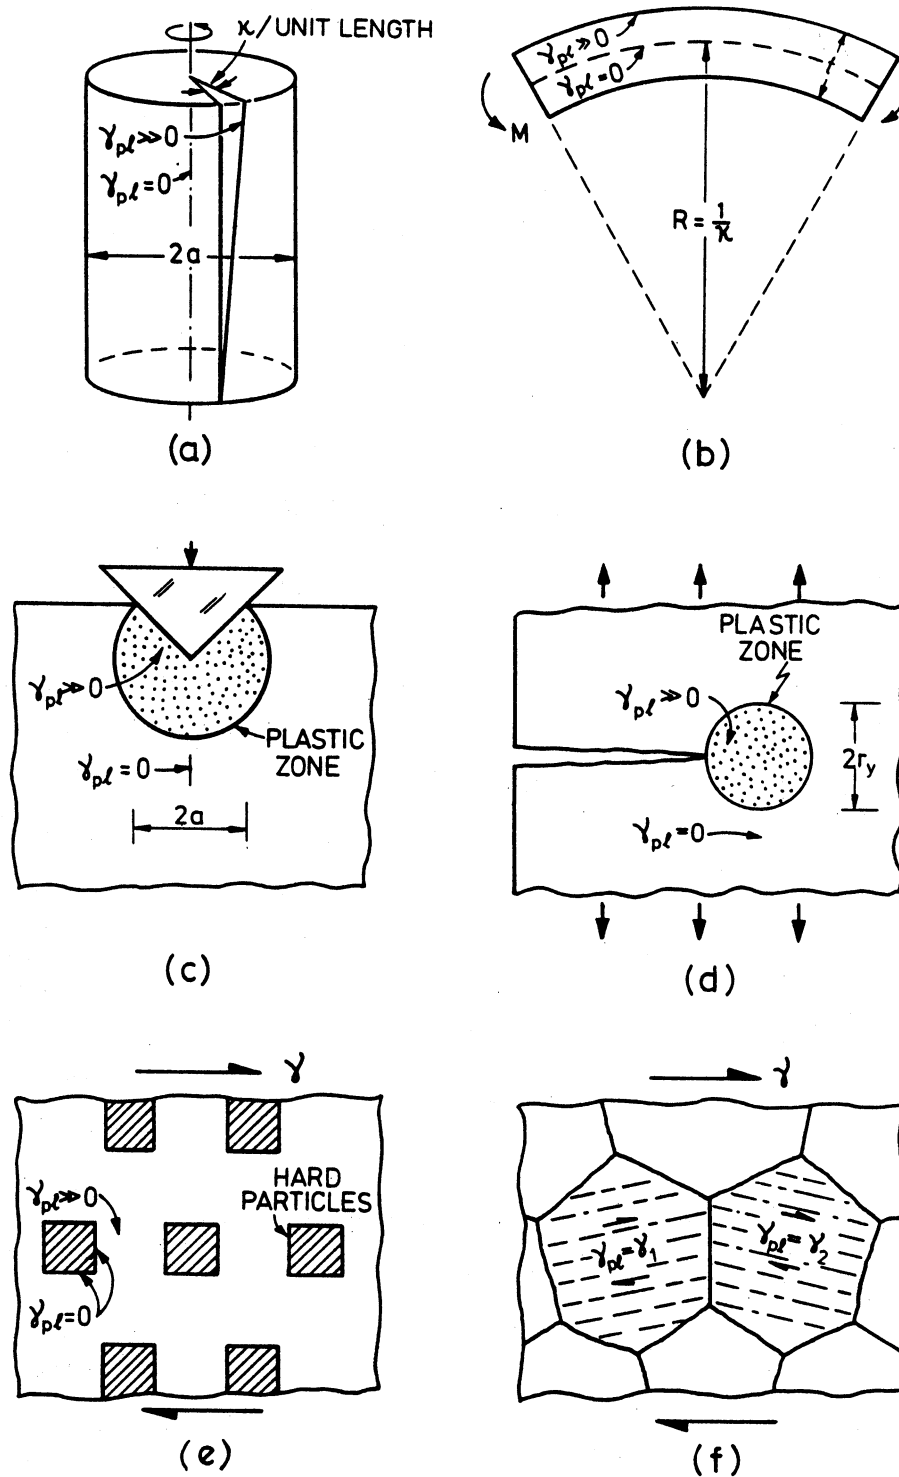 ϰ/UNIT LENGTH
γpl≫0
γpl=0
2a
(a)
γpl≫0
γpl=0
t
M
R=1/ϰ
(b)
γpl≫0
PLASTIC
ZONE
γpl=0
2a
(c)
PLASTIC
ZONE
γpl≫0
2ry
γpl=0
(d)
γ
HARD
PARTICLES
γpl≫0
γpl=0
(e)
γ
γpl=γ1
γpl=γ2
(f)